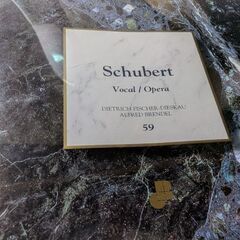 Schubert
Vocal / Opera
DIETRICH FISCHER-DIESKAU
ALFRED BRENDEL
59